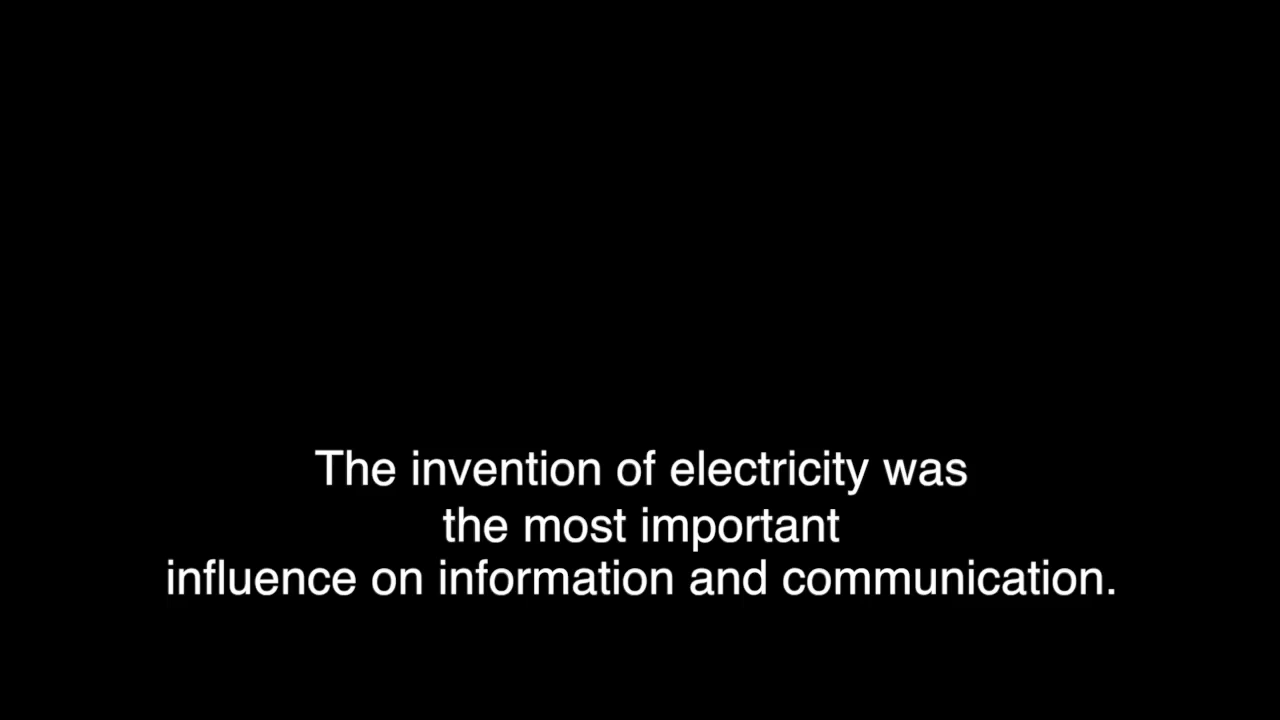 The invention of electricity was
the most important
influence on information and communication.